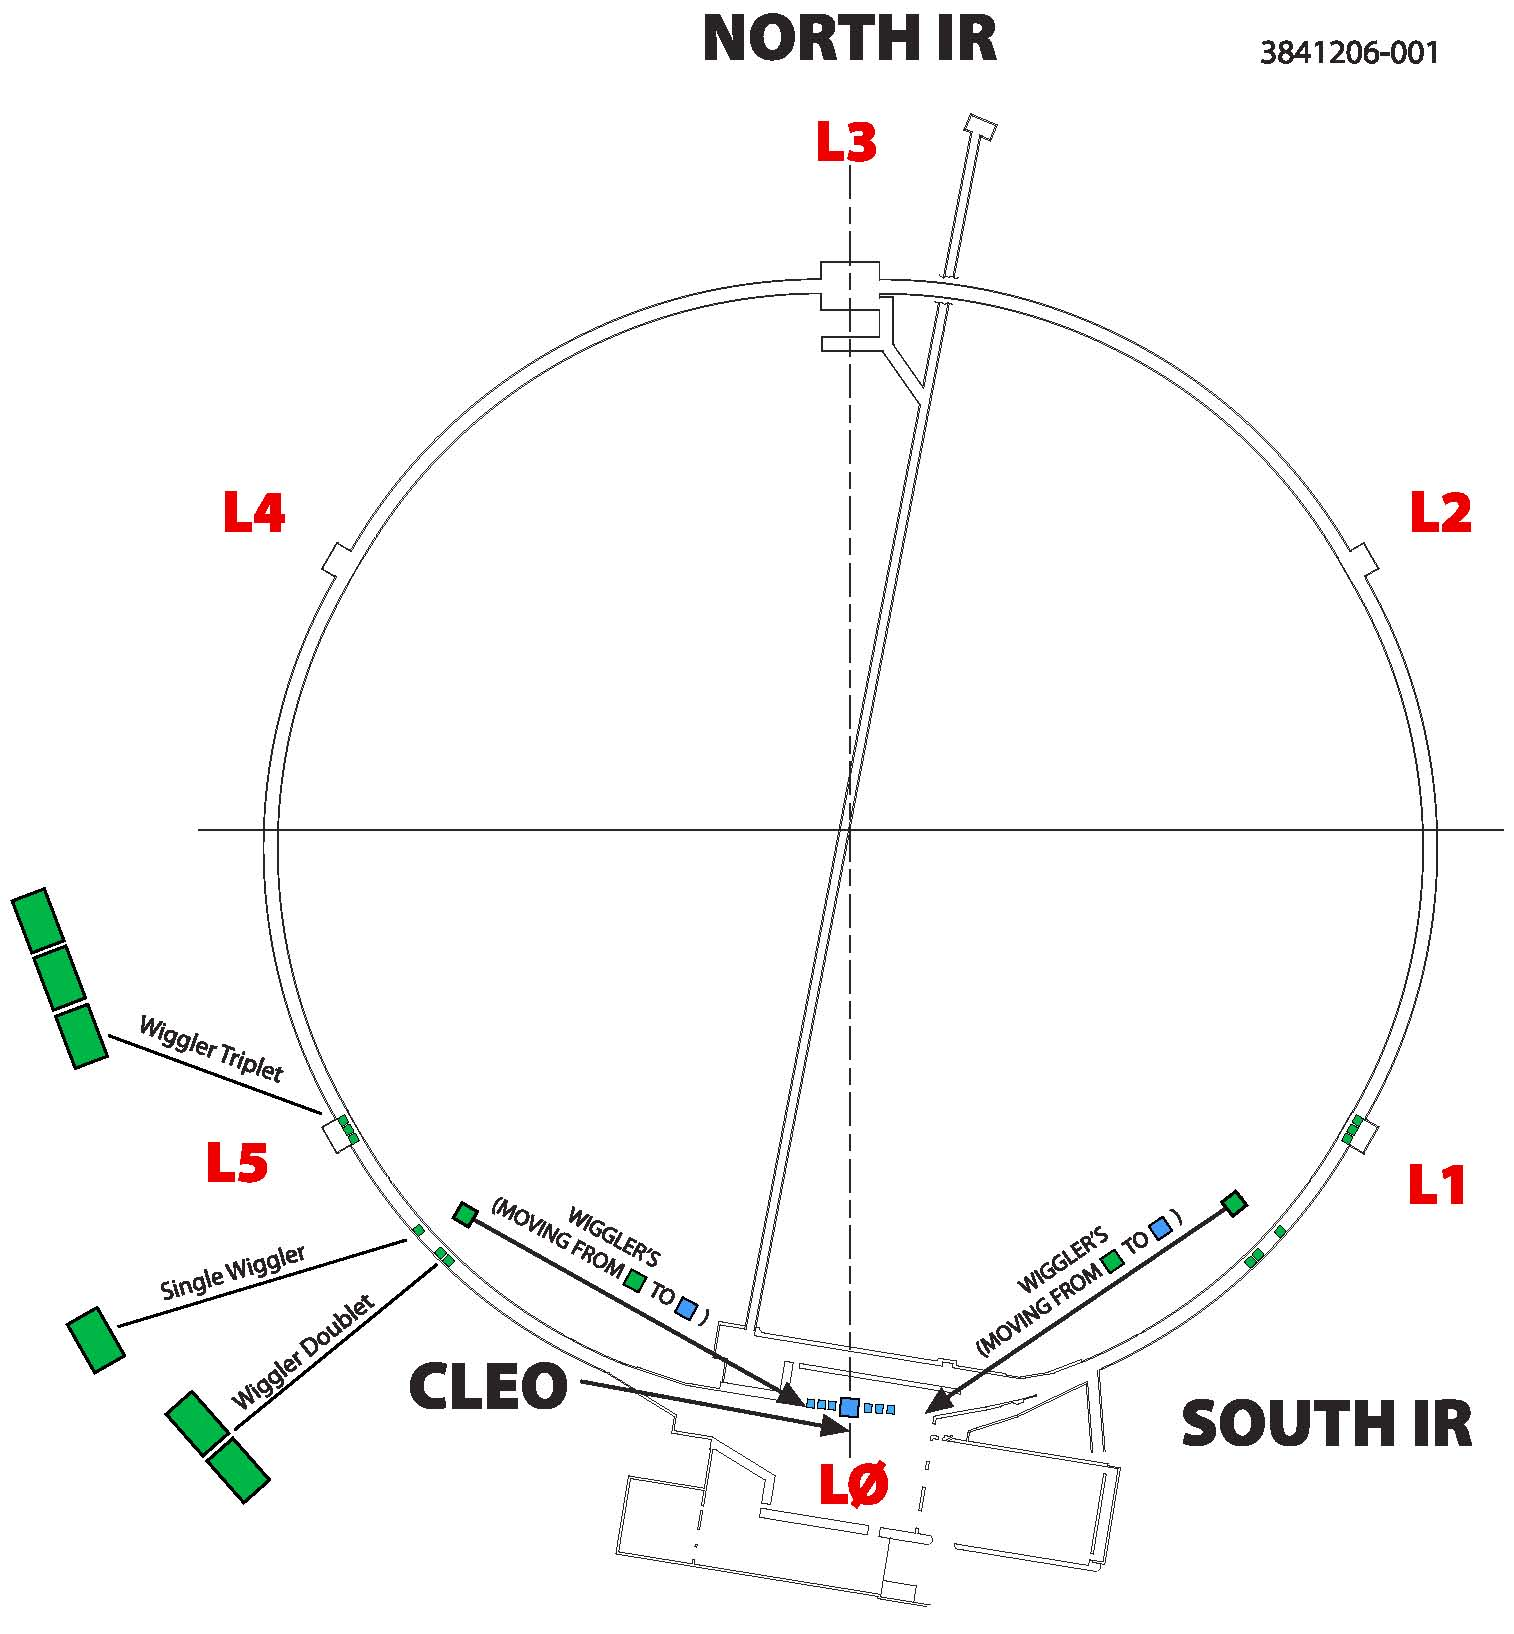 NORTH IR
3841206-001
L3
L4
L2
Wiggler Triplet
L5
L1
Single Wiggler
Wiggler Doublet
WIGGLER'S
(MOVING FROM TO )
WIGGLER'S
(MOVING FROM TO )
CLEO
SOUTH IR
LØ